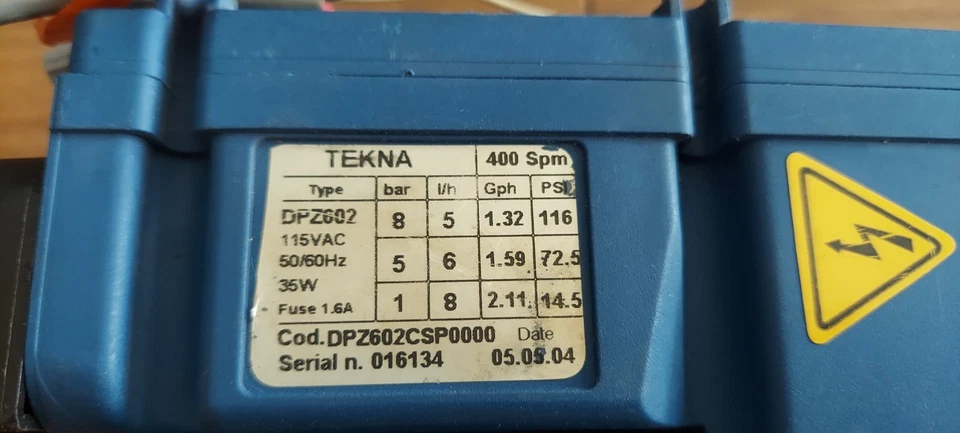 TEKNA 400 Spm
Type bar l/h Gph PSI
DPZ602 8 5 1.32 116
115VAC
50/60Hz 5 6 1.59 72.5
35W
Fuse 1.6A 1 8 2.11 14.5
Cod. DPZ602CSP0000 Date
Serial n. 016134